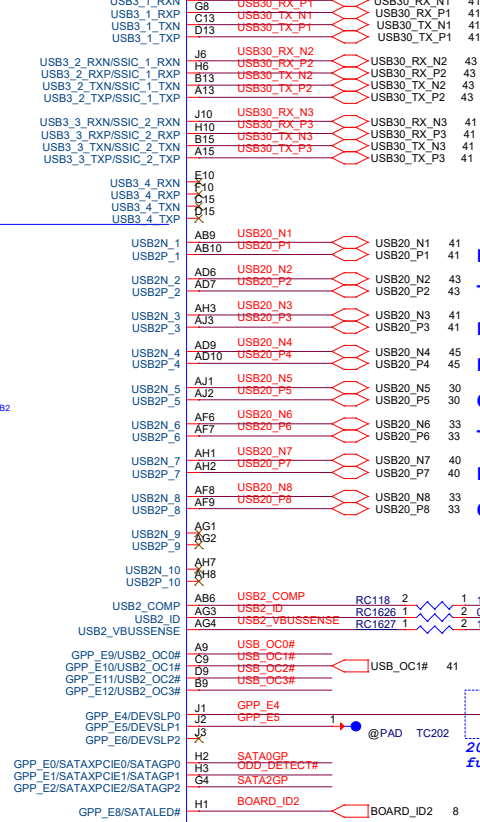 USB3_1_RXN USB30_RX_N1 USB30_RX_N1 41
USB3_1_RXP G8 USB30_RX_P1 USB30_RX_P1 41
USB3_1_TXN C13 USB30_TX_N1 USB30_TX_N1 41
USB3_1_TXP D13 USB30_TX_P1 USB30_TX_P1 41
USB3_2_RXN/SSIC_1_RXN J6 USB30_RX_N2 USB30_RX_N2 43
USB3_2_RXP/SSIC_1_RXP H6 USB30_RX_P2 USB30_RX_P2 43
USB3_2_TXN/SSIC_1_TXN B13 USB30_TX_N2 USB30_TX_N2 43
USB3_2_TXP/SSIC_1_TXP A13 USB30_TX_P2 USB30_TX_P2 43
USB3_3_RXN/SSIC_2_RXN J10 USB30_RX_N3 USB30_RX_N3 41
USB3_3_RXP/SSIC_2_RXP H10 USB30_RX_P3 USB30_RX_P3 41
USB3_3_TXN/SSIC_2_TXN B15 USB30_TX_N3 USB30_TX_N3 41
USB3_3_TXP/SSIC_2_TXP A15 USB30_TX_P3 USB30_TX_P3 41
USB3_4_RXN E10
USB3_4_RXP F10
USB3_4_TXN C15
USB3_4_TXP D15
USB2N_1 AB9 USB20_N1 USB20_N1 41
USB2P_1 AB10 USB20_P1 USB20_P1 41
USB2N_2 AD6 USB20_N2 USB20_N2 43
USB2P_2 AD7 USB20_P2 USB20_P2 43
USB2N_3 AH3 USB20_N3 USB20_N3 41
USB2P_3 AJ3 USB20_P3 USB20_P3 41
USB2N_4 AD9 USB20_N4 USB20_N4 45
USB2P_4 AD10 USB20_P4 USB20_P4 45
USB2N_5 AJ1 USB20_N5 USB20_N5 30
USB2P_5 AJ2 USB20_P5 USB20_P5 30
B2
USB2N_6 AF6 USB20_N6 USB20_N6 33
USB2P_6 AF7 USB20_P6 USB20_P6 33
USB2N_7 AH1 USB20_N7 USB20_N7 40
USB2P_7 AH2 USB20_P7 USB20_P7 40
USB2N_8 AF8 USB20_N8 USB20_N8 33
USB2P_8 AF9 USB20_P8 USB20_P8 33
USB2N_9 AG1
USB2P_9 AG2
USB2N_10 AH7
USB2P_10 AH8
USB2_COMP AB6 USB2_COMP RC118 2 1 1
USB2_ID AG3 USB2_ID RC1626 1 2
USB2_VBUSSENSE AG4 USB2_VBUSSENSE RC1627 1 2 1
GPP_E9/USB2_OC0# A9 USB_OC0#
GPP_E10/USB2_OC1# C9 USB_OC1# USB_OC1# 41
GPP_E11/USB2_OC2# D9 USB_OC2#
GPP_E12/USB2_OC3# B9 USB_OC3#
GPP_E4/DEVSLP0 J1 GPP_E4
GPP_E5/DEVSLP1 J2 GPP_E5 1
GPP_E6/DEVSLP2 J3 @PAD TC202
20
fu
GPP_E0/SATAXPCIE0/SATAGP0 H2 SATA0GP
GPP_E1/SATAXPCIE1/SATAGP1 H3 ODD_DETECT#
GPP_E2/SATAXPCIE2/SATAGP2 G4 SATA2GP
GPP_E8/SATALED# H1 BOARD_ID2 BOARD_ID2 8